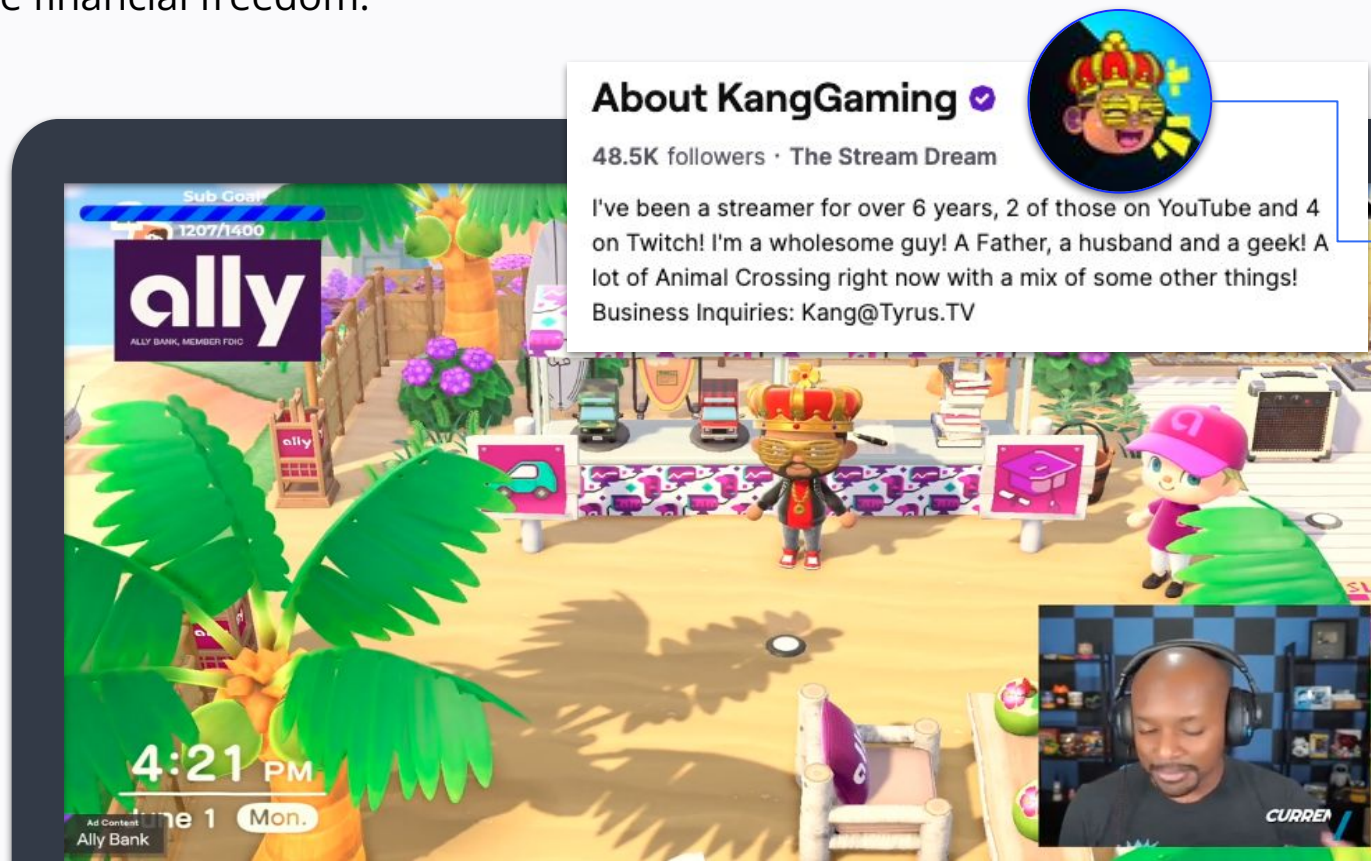 e financial freedom.
About KangGaming
48.5K followers · The Stream Dream
I've been a streamer for over 6 years, 2 of those on YouTube and 4
on Twitch! I'm a wholesome guy! A Father, a husband and a geek! A
lot of Animal Crossing right now with a mix of some other things!
Business Inquiries: Kang@Tyrus.TV
Sub Goal
1207/1400
ally
ALLY BANK, MEMBER FDIC
ally
a
4:21 PM
une 1 Mon.
Ad Content
Ally Bank
CURREN